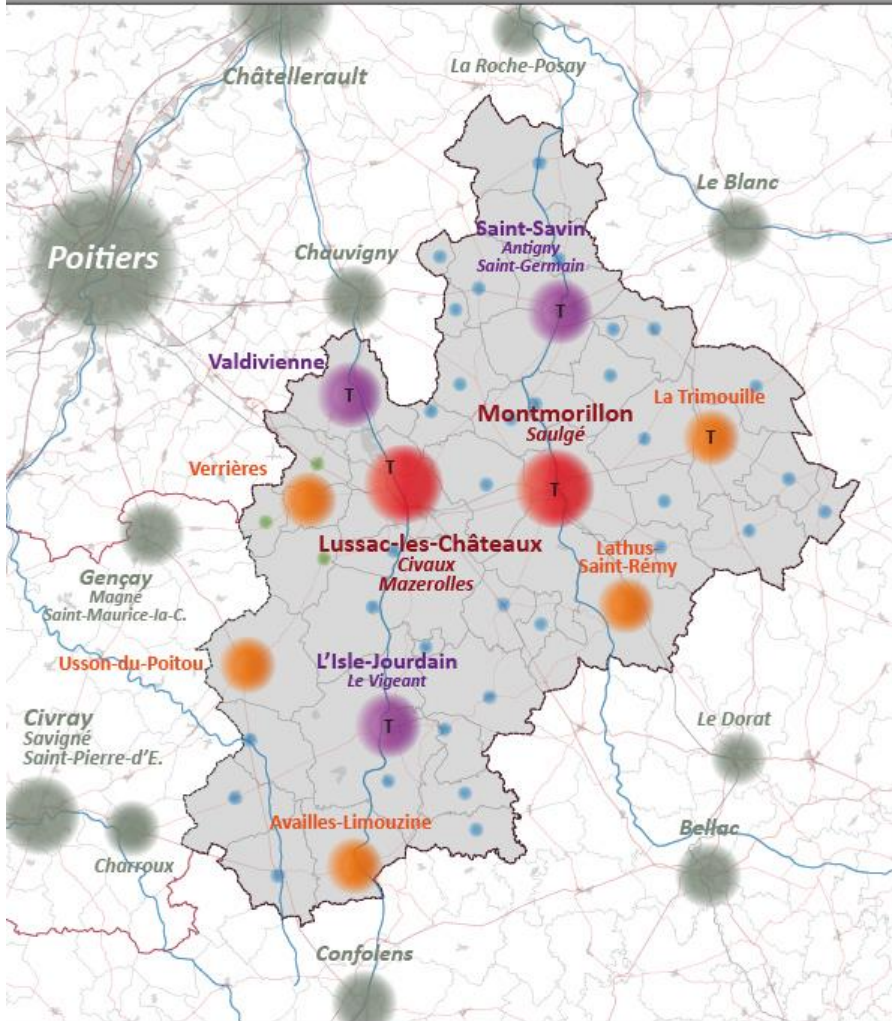 Châtellerault
La Roche-Posay
Le Blanc
Saint-Savin
Antigny
Saint-Germain
Poitiers
Chauvigny
T
Valdivienne
T
La Trimouille
Montmorillon
Saulgé
T
Verrières
T
T
Lussac-les-Châteaux
Civaux
Mazerolles
Lathus-
Saint-Rémy
Gençay
Magné
Saint-Maurice-la-C.
Usson-du-Poitou
L'Isle-Jourdain
Le Vigeant
T
Civray
Savigné
Saint-Pierre-d'E.
Le Dorat
Availles-Limouzine
Bellac
Charroux
Confolens